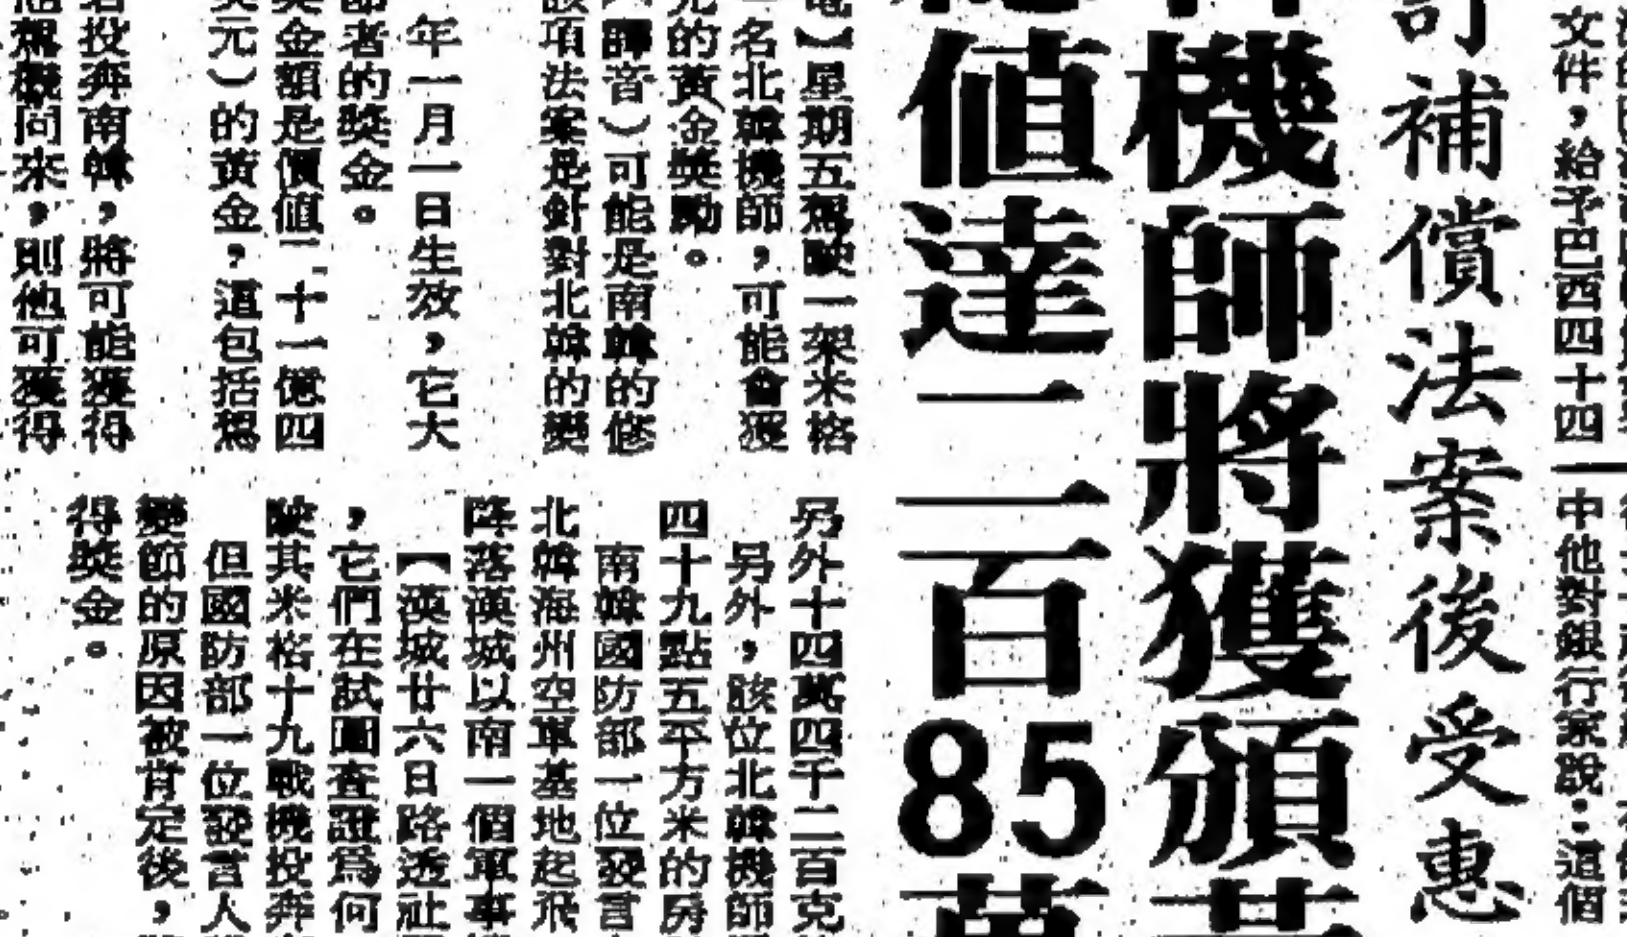 文件，給予巴西四十四
中他對銀行家說：這個
訂補償法案後受惠
機師將獲頒黃
值達二百85萬
電】星期五駕駛一架米格
一名北韓機師，可能會獲
元的黃金獎勵。
（譯音）可能是南韓的修
該項法案是針對北韓的變
年一月一日生效，它大
節者的獎金。
獎金額是價值二十一億四
美元）的黃金，這包括駕
若投奔南韓，將可能獲得
駕機同來，則他可獲得
另外十四萬四千二百克
另外，該位北韓機師
四十九點五平方米的房
南韓國防部一位發言
北韓海州空軍基地起飛
降落漢城以南一個軍事
【漢城廿六日路透社
，它們在試圖查證為何
駛其米格十九戰機投奔
但國防部一位發言人
變節的原因被肯定後，
得獎金。